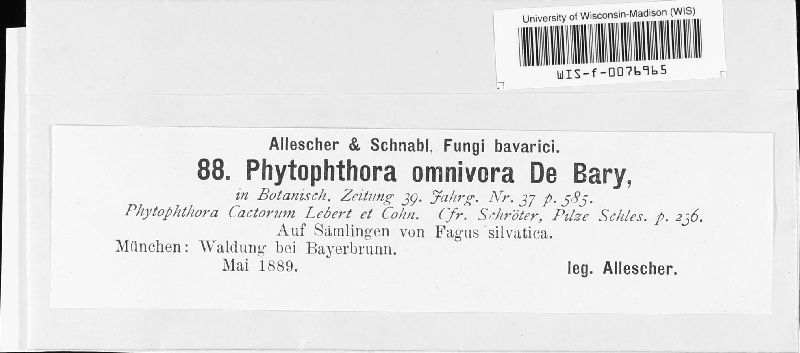 University of Wisconsin-Madison (WIS)
WIS-f-0076965
Allescher & Schnabl, Fungi bavarici.
88. Phytophthora omnivora De Bary,
in Botanisch. Zeitung 39. Jahrg. Nr. 37 p. 585.
Phytophthora Cactorum Lebert et Cohn. Cfr. Schröter, Pilze Schles. p. 236.
Auf Sämlingen von Fagus silvatica.
München: Waldung bei Bayerbrunn.
Mai 1889.
leg. Allescher.